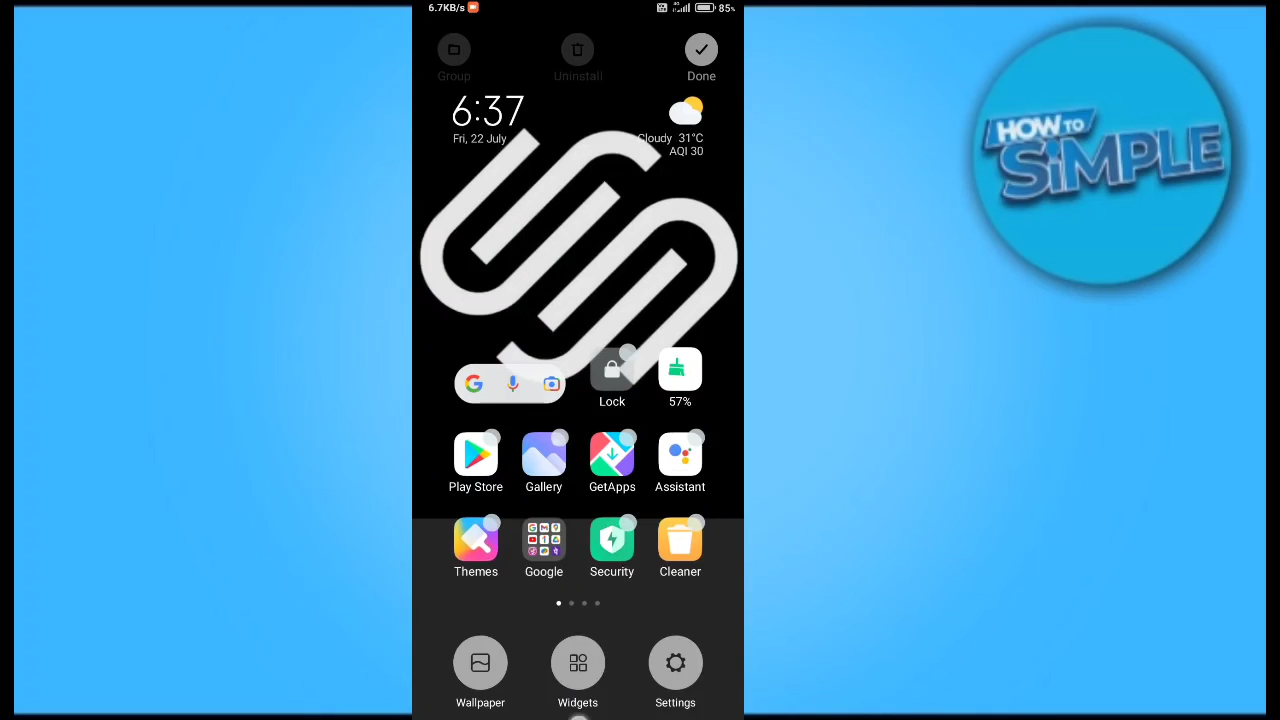 6.7KB/s
4G
85%
Group Uninstall Done
6:37
Fri, 22 July
Cloudy 31°C
AQI 30
HOW TO
SiMPLE
Lock 57%
Play Store Gallery GetApps Assistant
Themes Google Security Cleaner
Wallpaper Widgets Settings